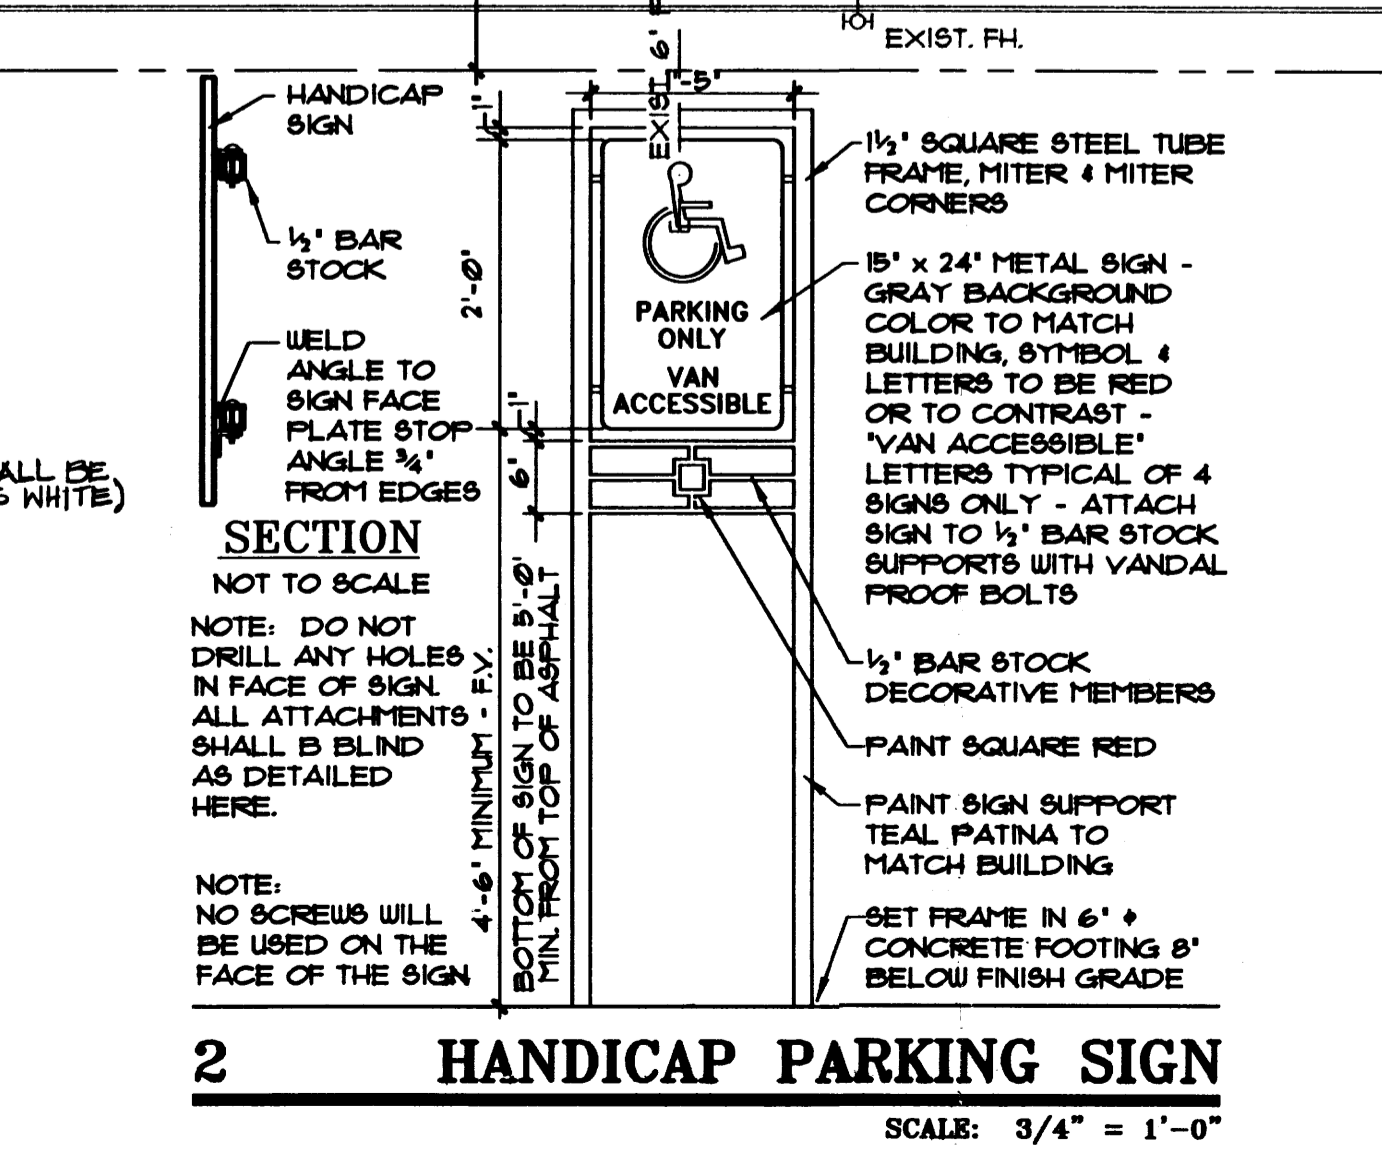 EXIST. FH.
EXIST. 6'
1'-5"
HANDICAP
SIGN
1/2" BAR
STOCK
WELD
ANGLE TO
SIGN FACE
PLATE STOP
ANGLE 3/4"
FROM EDGES
ALL BE
WHITE)
SECTION
NOT TO SCALE
NOTE: DO NOT
DRILL ANY HOLES
IN FACE OF SIGN.
ALL ATTACHMENTS
SHALL B BLIND
AS DETAILED
HERE.
NOTE:
NO SCREWS WILL
BE USED ON THE
FACE OF THE SIGN
1"
2'-0"
1"
6"
4'-6" MINIMUM - F.V.
BOTTOM OF SIGN TO BE 5'-0"
MIN. FROM TOP OF ASPHALT
PARKING
ONLY
VAN
ACCESSIBLE
1 1/2" SQUARE STEEL TUBE
FRAME, MITER & MITER
CORNERS
15" x 24" METAL SIGN -
GRAY BACKGROUND
COLOR TO MATCH
BUILDING, SYMBOL &
LETTERS TO BE RED
OR TO CONTRAST -
"VAN ACCESSIBLE"
LETTERS TYPICAL OF 4
SIGNS ONLY - ATTACH
SIGN TO 1/2" BAR STOCK
SUPPORTS WITH VANDAL
PROOF BOLTS
1/2" BAR STOCK
DECORATIVE MEMBERS
PAINT SQUARE RED
PAINT SIGN SUPPORT
TEAL PATINA TO
MATCH BUILDING
SET FRAME IN 6" φ
CONCRETE FOOTING 8"
BELOW FINISH GRADE
2 HANDICAP PARKING SIGN
SCALE: 3/4" = 1'-0"